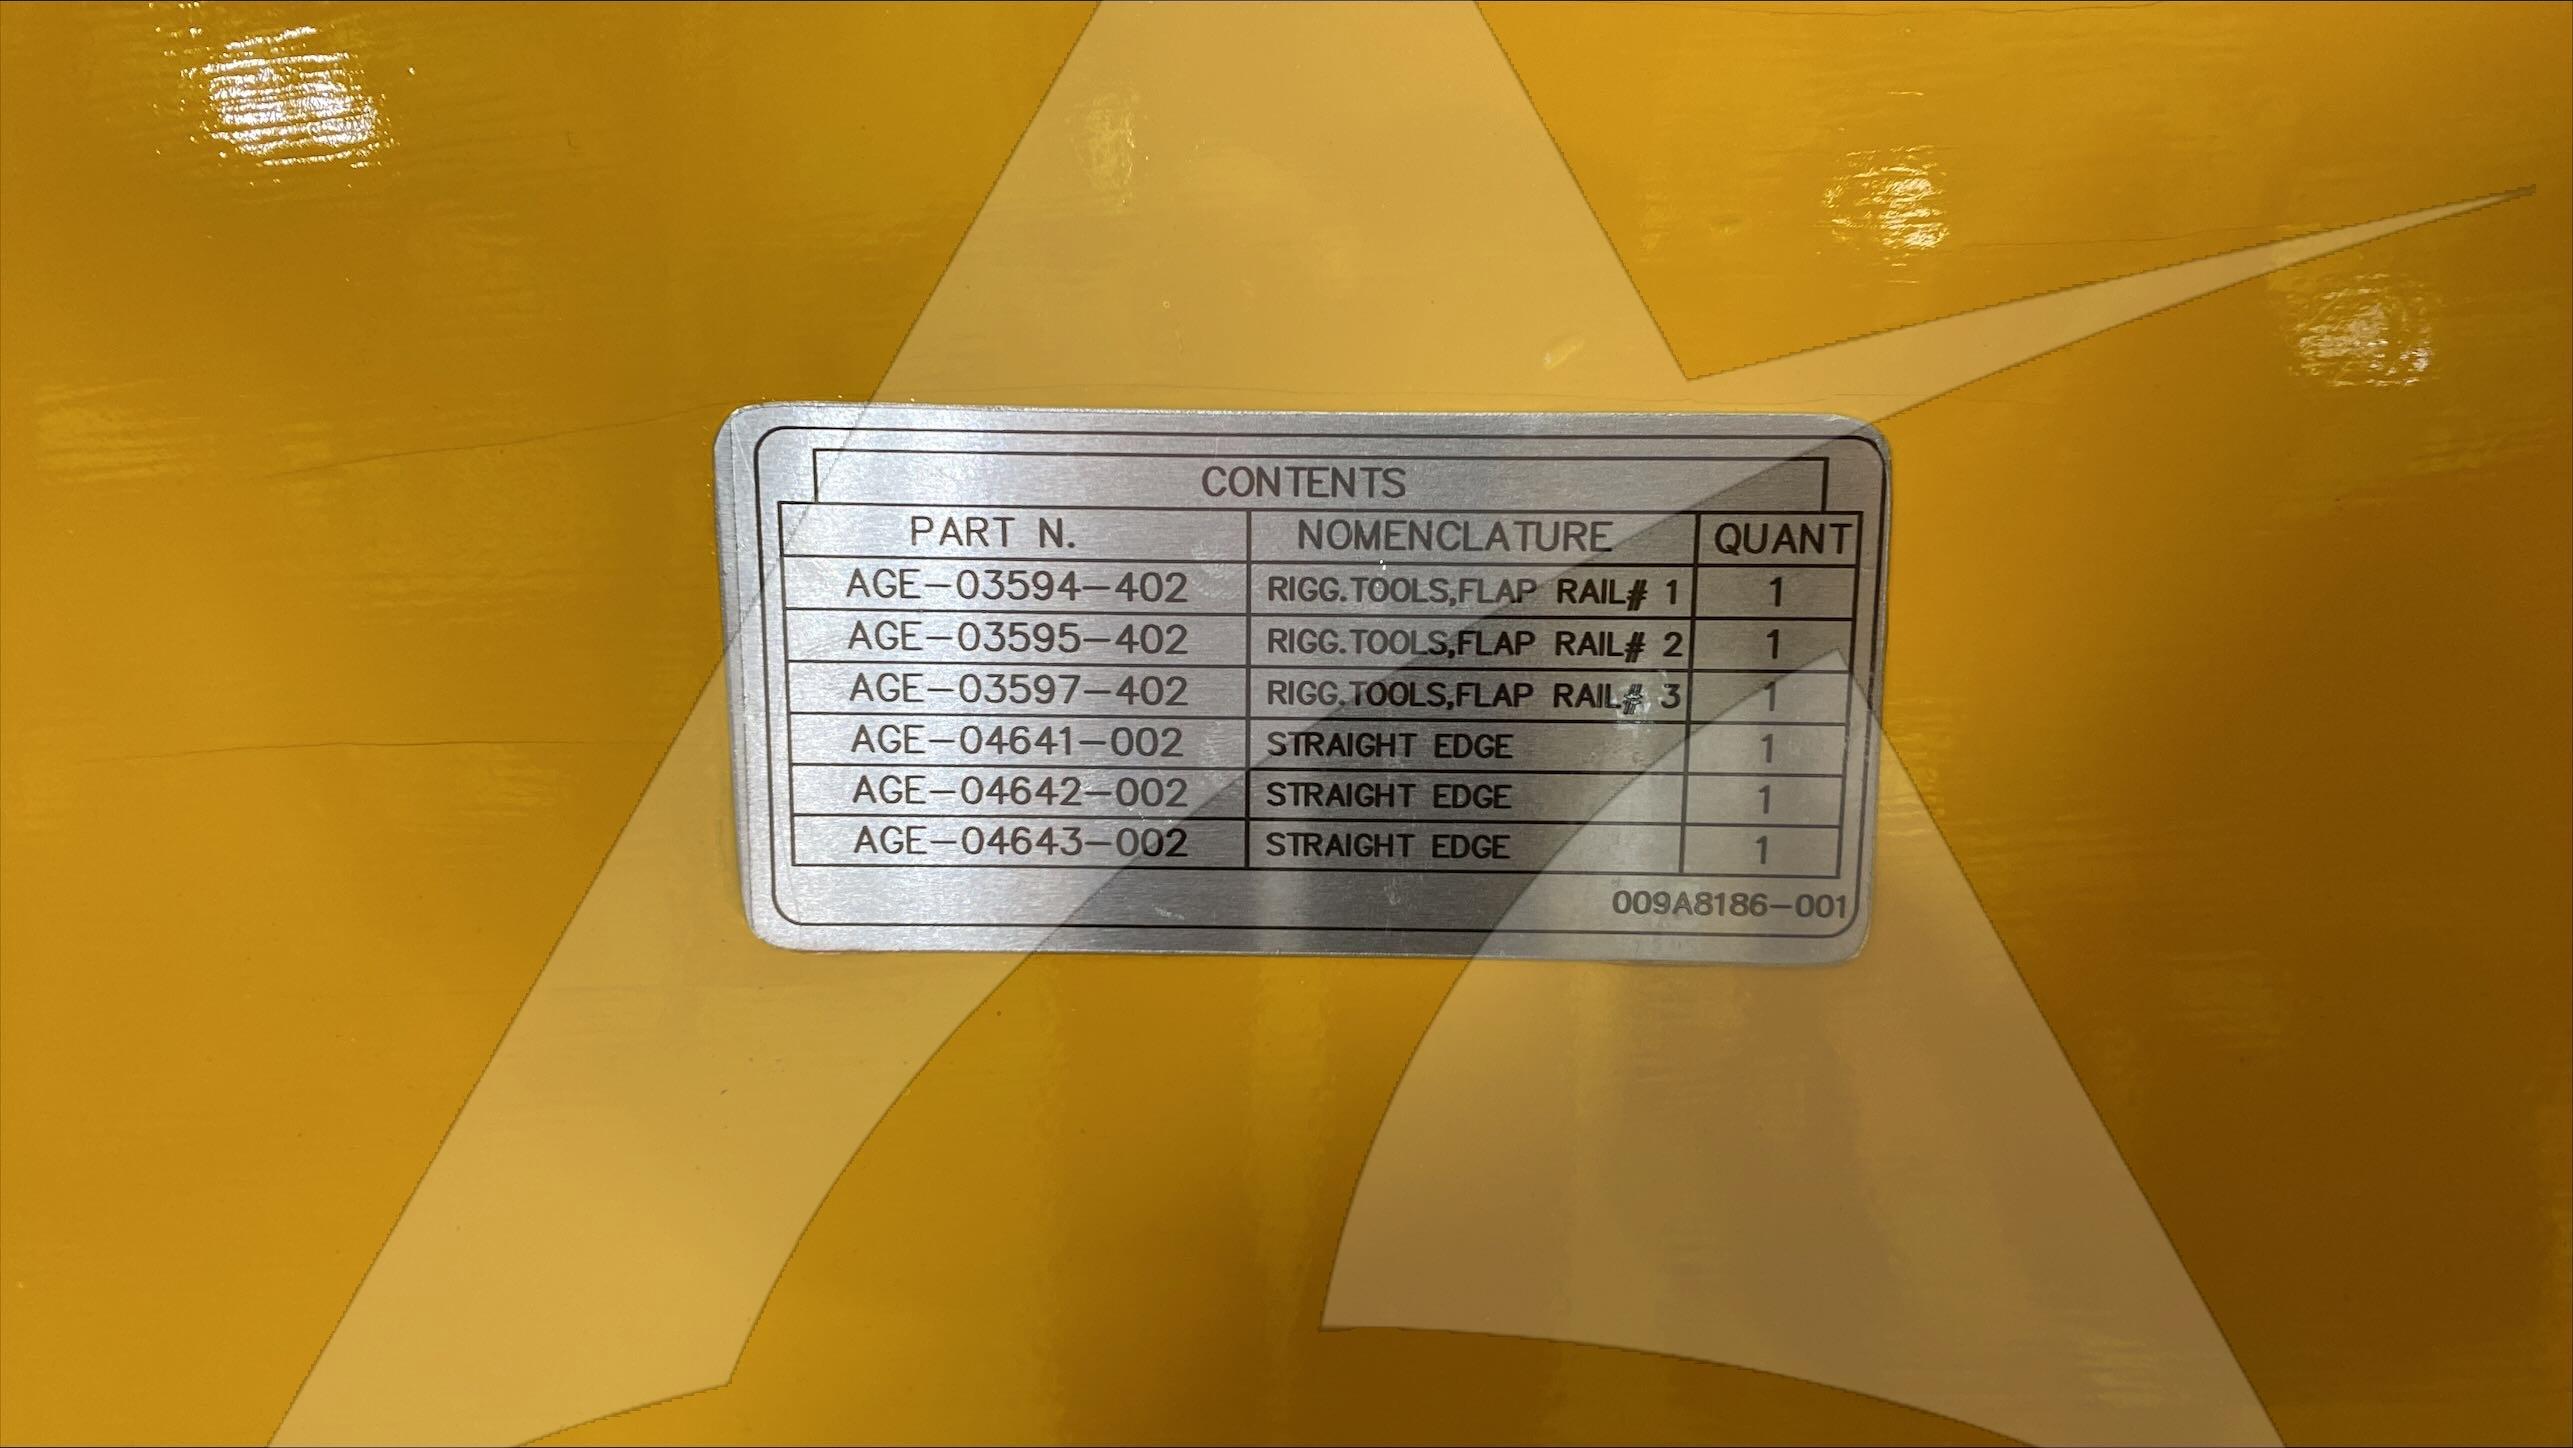 CONTENTS
PART N. NOMENCLATURE QUANT
AGE-03594-402 RIGG.TOOLS,FLAP RAIL# 1 1
AGE-03595-402 RIGG.TOOLS,FLAP RAIL# 2 1
AGE-03597-402 RIGG.TOOLS,FLAP RAIL# 3 1
AGE-04641-002 STRAIGHT EDGE 1
AGE-04642-002 STRAIGHT EDGE 1
AGE-04643-002 STRAIGHT EDGE 1
009A8186-001